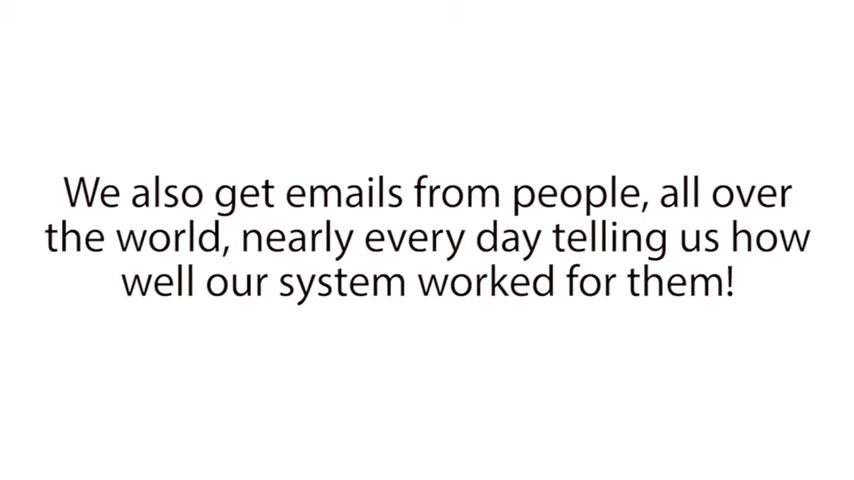 We also get emails from people, all over
the world, nearly every day telling us how
well our system worked for them!